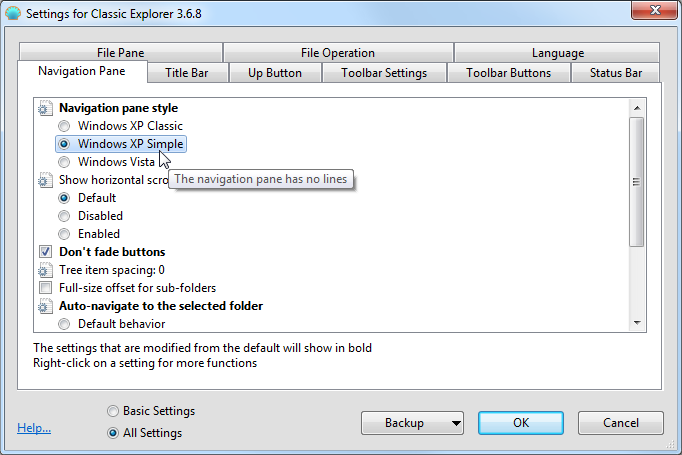 Settings for Classic Explorer 3.6.8
File Pane
File Operation
Language
Navigation Pane
Title Bar
Up Button
Toolbar Settings
Toolbar Buttons
Status Bar
Navigation pane style
Windows XP Classic
Windows XP Simple
Windows Vista
The navigation pane has no lines
Show horizontal scro
Default
Disabled
Enabled
Don't fade buttons
Tree item spacing: 0
Full-size offset for sub-folders
Auto-navigate to the selected folder
Default behavior
The settings that are modified from the default will show in bold
Right-click on a setting for more functions
Help...
Basic Settings
All Settings
Backup
OK
Cancel